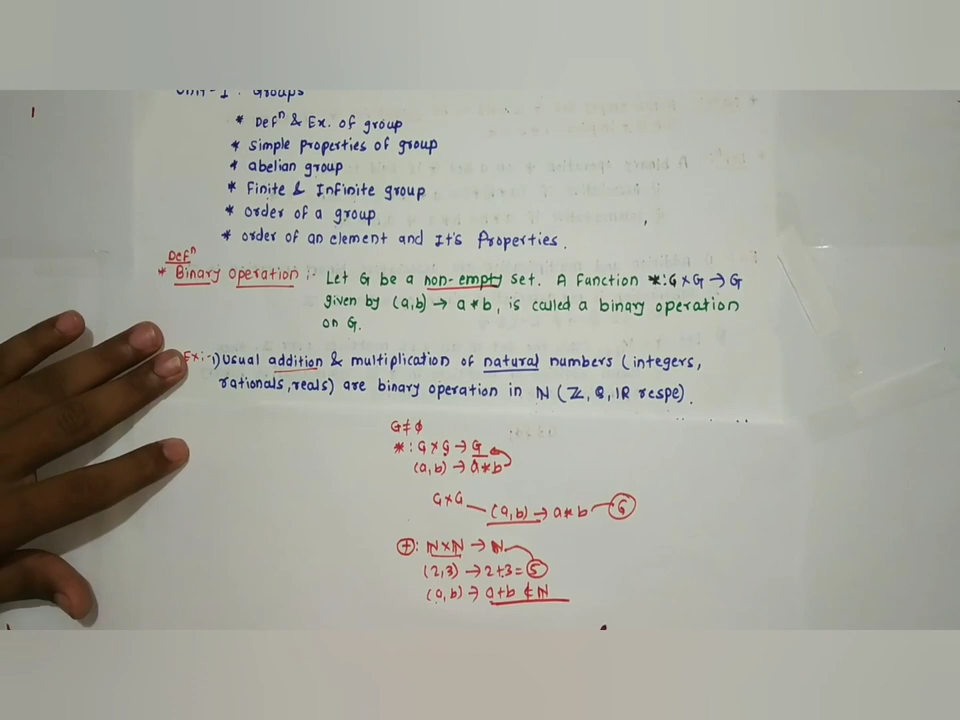 Unit-I : Groups
* Defⁿ & Ex. of group
* simple properties of group
* abelian group
* Finite & Infinite group
* order of a group
* order of an element and It's Properties.
Defⁿ
* Binary operation :- Let G be a non-empty set. A Function *: G × G → G
given by (a,b) → a * b, is called a binary operation
on G.
Ex:- 1) Usual addition & multiplication of natural numbers (integers,
rationals, reals) are binary operation in ℕ (ℤ, ℚ, ℝ respe).
G ≠ ϕ
* : G × G → G
(a,b) → a * b
G × G — (a,b) → a * b — G
+ : ℕ × ℕ → ℕ
(2,3) → 2+3 = 5
(a,b) → a+b ∉ ℕ